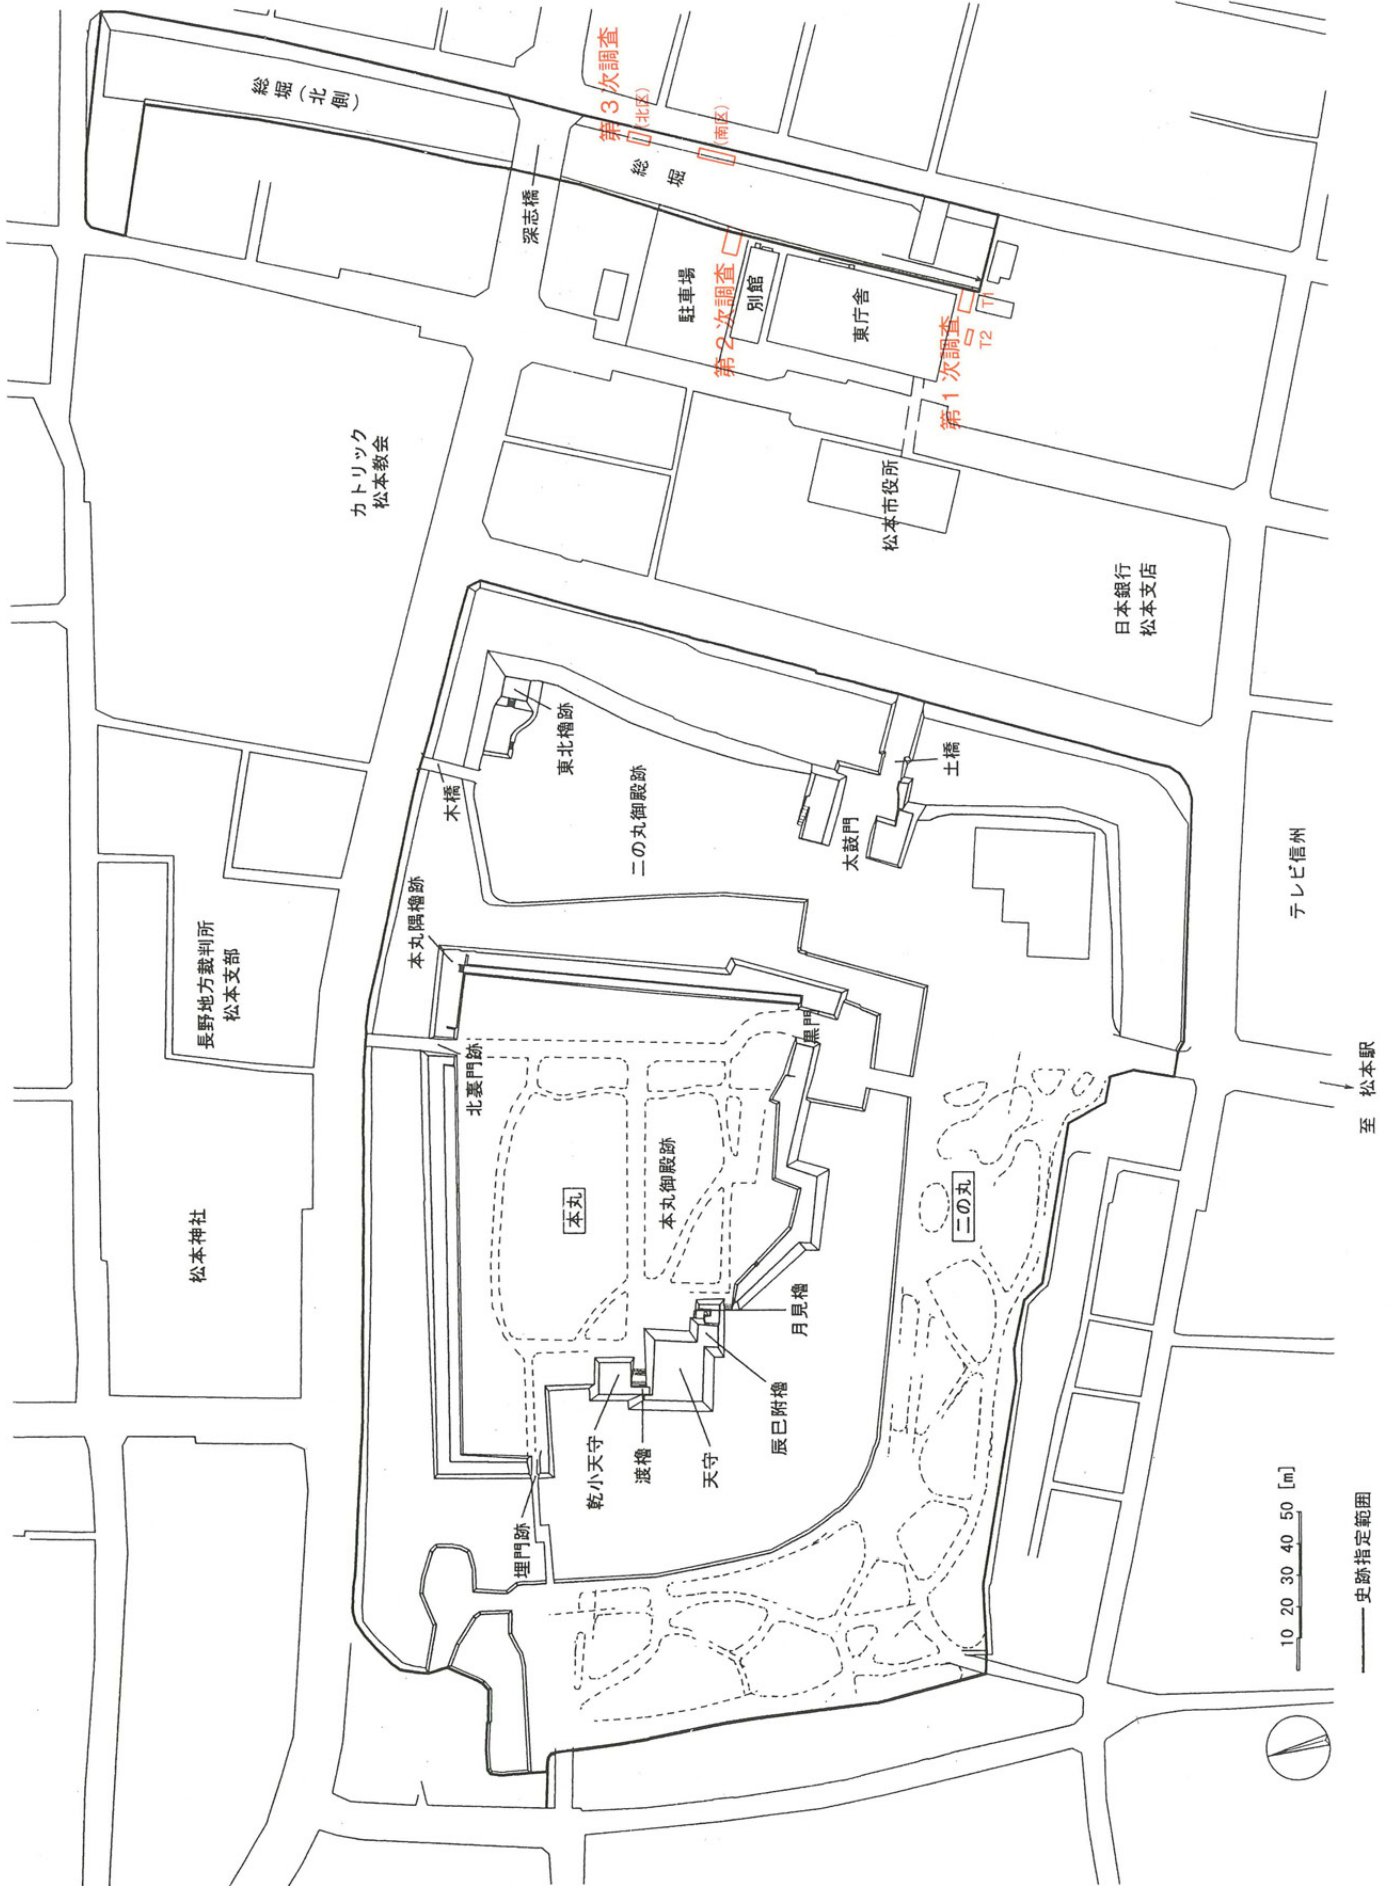 総堀(北側)
第3次調査
(北区)
(南区)
総堀
深志橋
駐車場
第2次調査
別館
東庁舎
第1次調査
T1
T2
カトリック
松本教会
松本市役所
日本銀行
松本支店
東北櫓跡
木橋
二の丸御殿跡
土橋
太鼓門
テレビ信州
本丸隅櫓跡
長野地方裁判所
松本支部
黒門
北裏門跡
至 松本駅
本丸御殿跡
本丸
二の丸
松本神社
月見櫓
辰巳附櫓
乾小天守
渡櫓
天守
埋門跡
10 20 30 40 50 [m]
史跡指定範囲